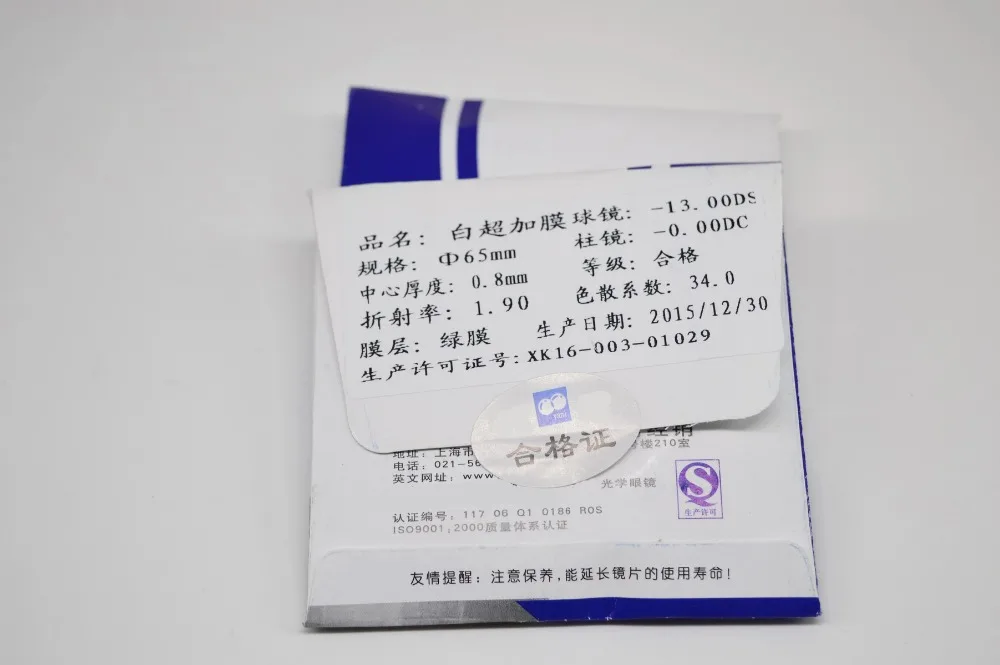 品名: 白超加膜 球镜: -13.00DS
规格: Φ65mm 柱镜: -0.00DC
中心厚度: 0.8mm 等级: 合格
折射率: 1.90 色散系数: 34.0
膜层: 绿膜 生产日期: 2015/12/30
生产许可证号:XK16-003-01029
合格证
经销
地址: 上海市 楼210室
电话: 021-56
英文网址: www 光学眼镜
生产许可
认证编号: 117 06 Q1 0186 R0S
ISO9001;2000质量体系认证
友情提醒: 注意保养,能延长镜片的使用寿命!